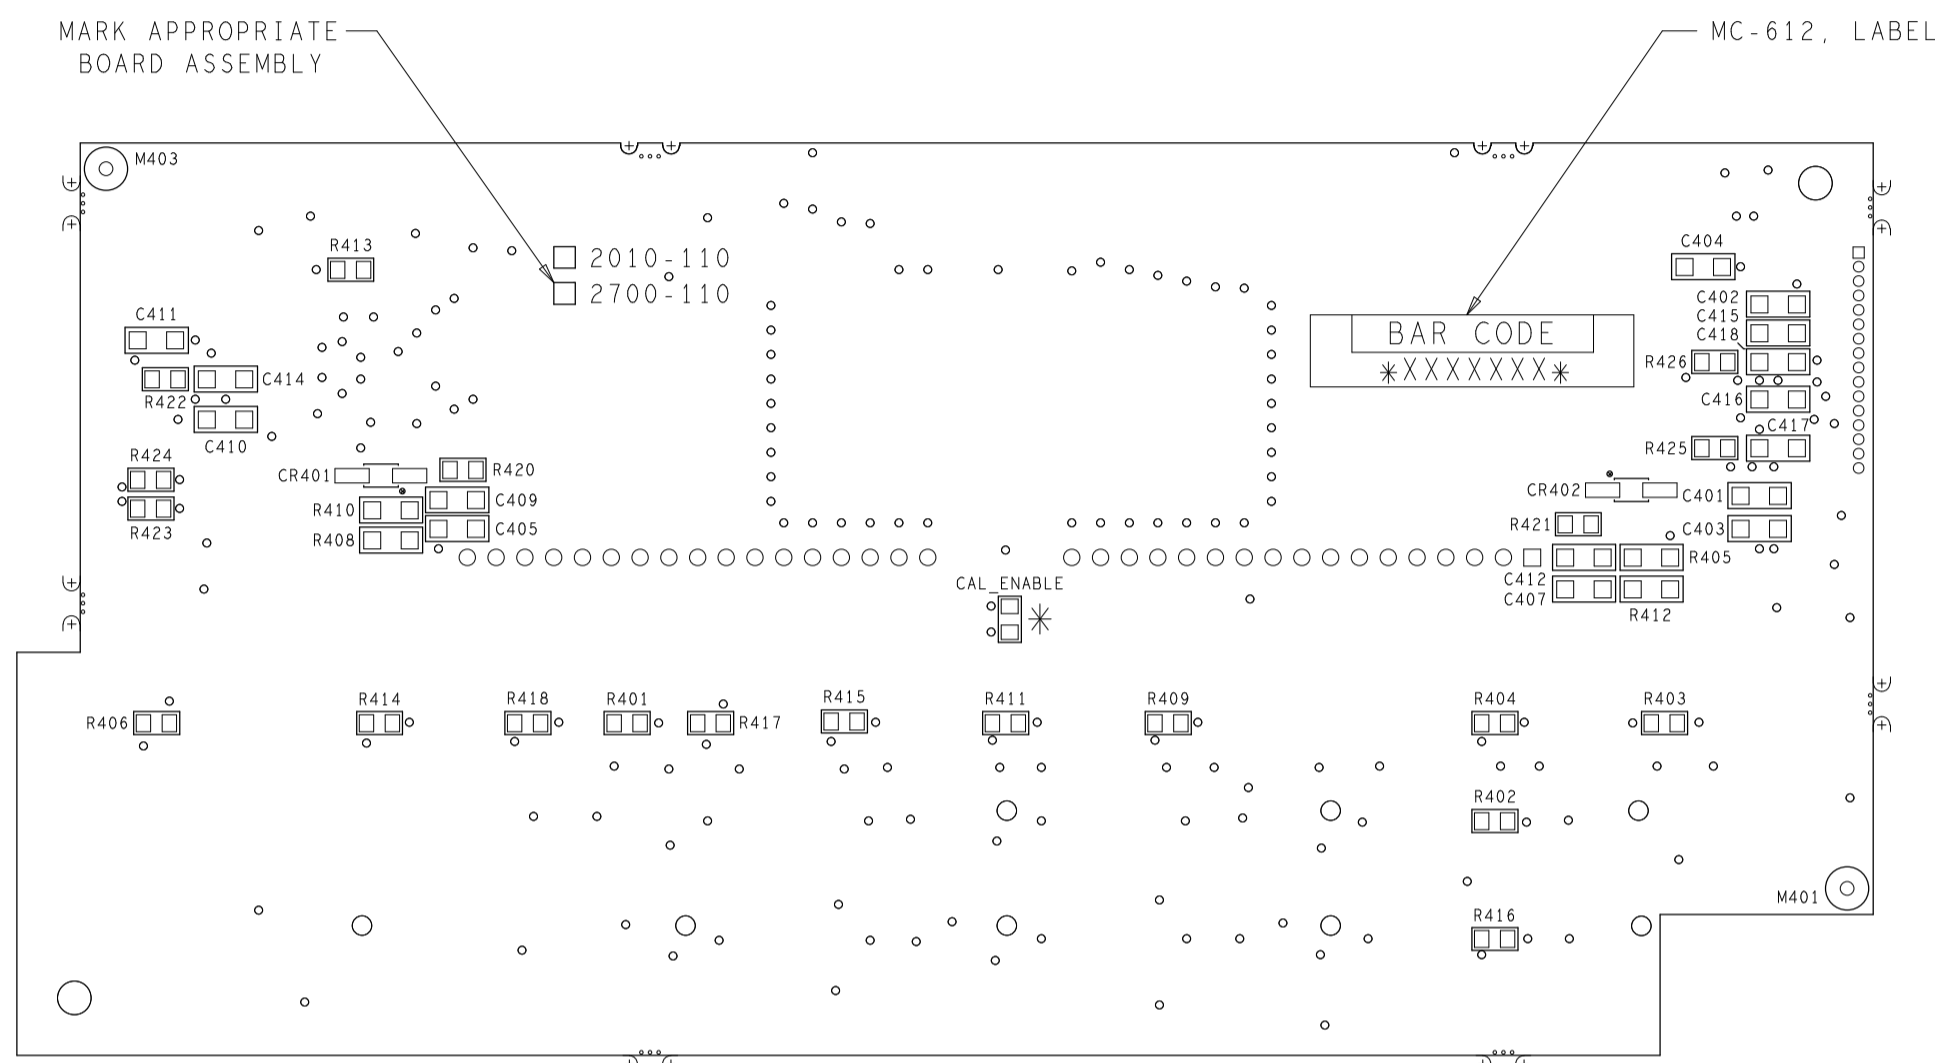 MARK APPROPRIATE
BOARD ASSEMBLY
MC-612, LABEL
M403
R413
2010-110
2700-110
C404
C402
C415
C418
BAR CODE
*XXXXXXX*
C411
R426
C414
R422
C416
C417
C410
R425
R424
CR401
R420
CR402
C401
R410
C409
R423
R421
C403
R408
C405
R405
CAL_ENABLE
*
C412
C407
R412
R406
R414
R418
R401
R417
R415
R411
R409
R404
R403
R402
M401
R416